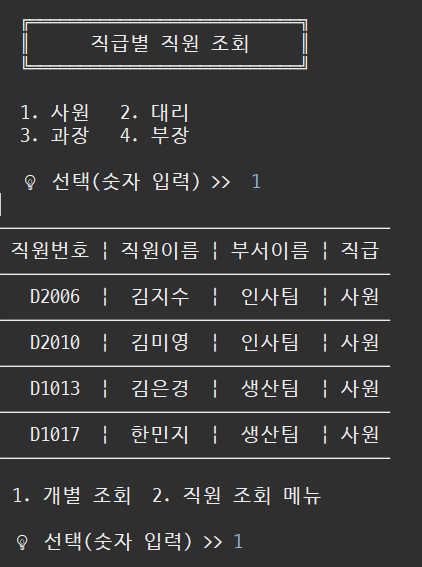 직급별 직원 조회
1. 사원 2. 대리
3. 과장 4. 부장
선택(숫자 입력) >> 1
직원번호 ¦ 직원이름 ¦ 부서이름 ¦ 직급
D2006 ¦ 김지수 ¦ 인사팀 ¦ 사원
D2010 ¦ 김미영 ¦ 인사팀 ¦ 사원
D1013 ¦ 김은경 ¦ 생산팀 ¦ 사원
D1017 ¦ 한민지 ¦ 생산팀 ¦ 사원
1. 개별 조회 2. 직원 조회 메뉴
선택(숫자 입력) >> 1